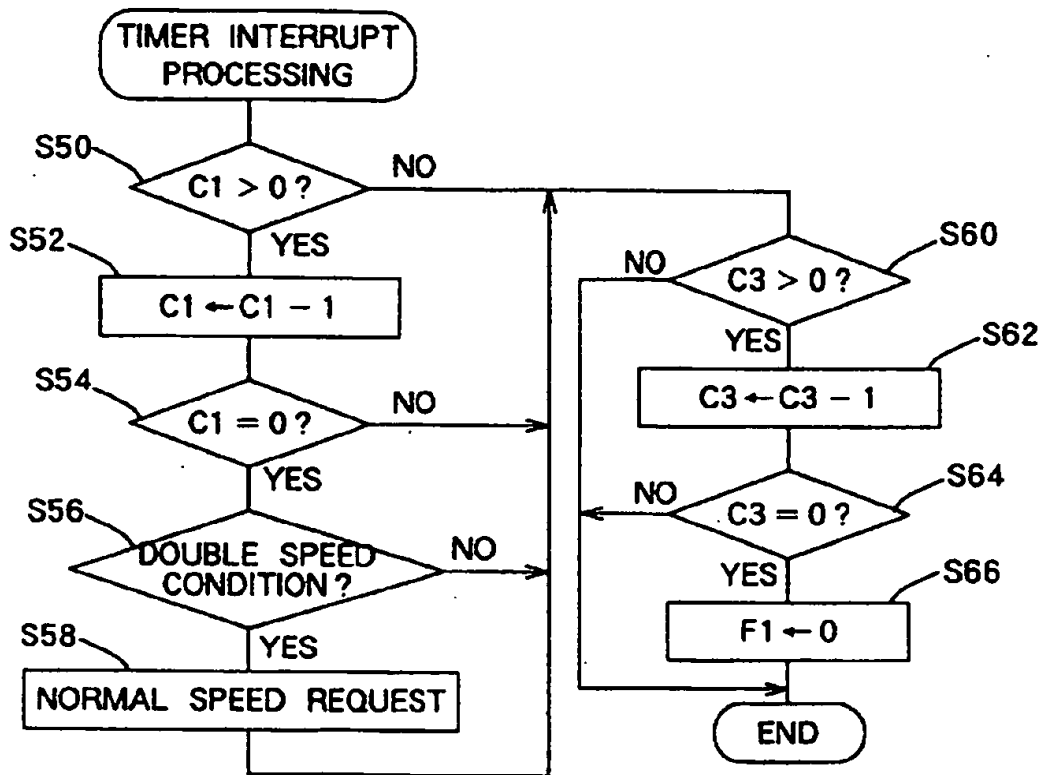 TIMER INTERRUPT
PROCESSING
S50
C1 > 0 ?
NO
YES
S52
C1 ← C1 − 1
S54
C1 = 0 ?
NO
YES
S56
DOUBLE SPEED
CONDITION ?
NO
YES
S58
NORMAL SPEED REQUEST
S60
C3 > 0 ?
NO
YES
S62
C3 ← C3 − 1
S64
C3 = 0 ?
NO
YES
S66
F1 ← 0
END